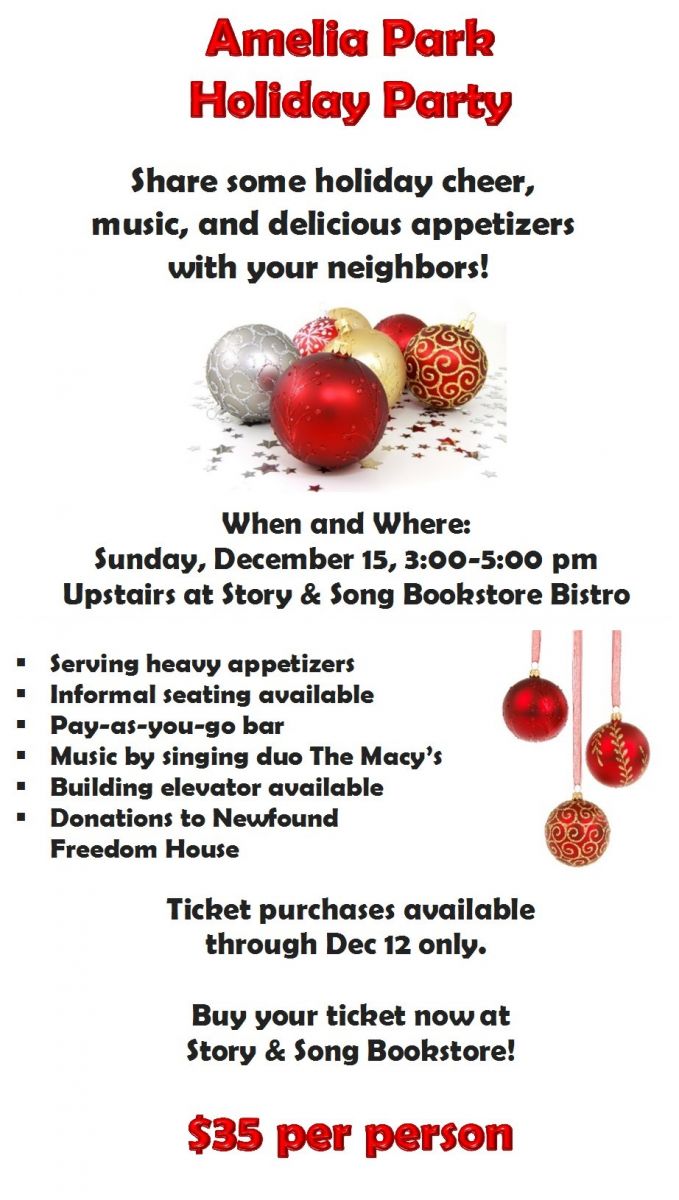 Amelia Park
Holiday Party
Share some holiday cheer,
music, and delicious appetizers
with your neighbors!
When and Where:
Sunday, December 15, 3:00-5:00 pm
Upstairs at Story & Song Bookstore Bistro
▪ Serving heavy appetizers
▪ Informal seating available
▪ Pay-as-you-go bar
▪ Music by singing duo The Macy's
▪ Building elevator available
▪ Donations to Newfound
Freedom House
Ticket purchases available
through Dec 12 only.
Buy your ticket now at
Story & Song Bookstore!
$35 per person